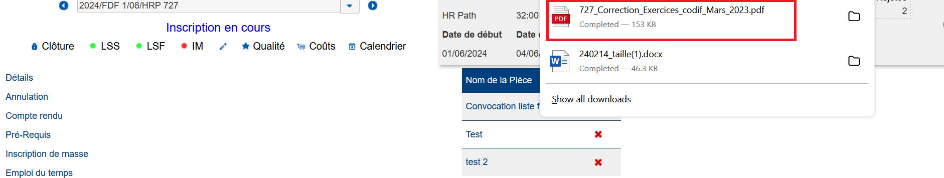 2024/FDF 1/08/HRP 727
Inscription en cours
Clôture LSS LSF IM Qualité Coûts Calendrier
Détails
Annulation
Compte rendu
Pré-Requis
Inscription de masse
Emploi du temps
HR Path 32:00
Date de début Date
01/06/2024 04/06/
2
Nom de la Pièce
Convocation liste f
Test
test 2
727_Correction_Exercices_codif_Mars_2023.pdf
Completed — 153 KB
240214_taille(1).docx
Completed — 46.3 KB
Show all downloads